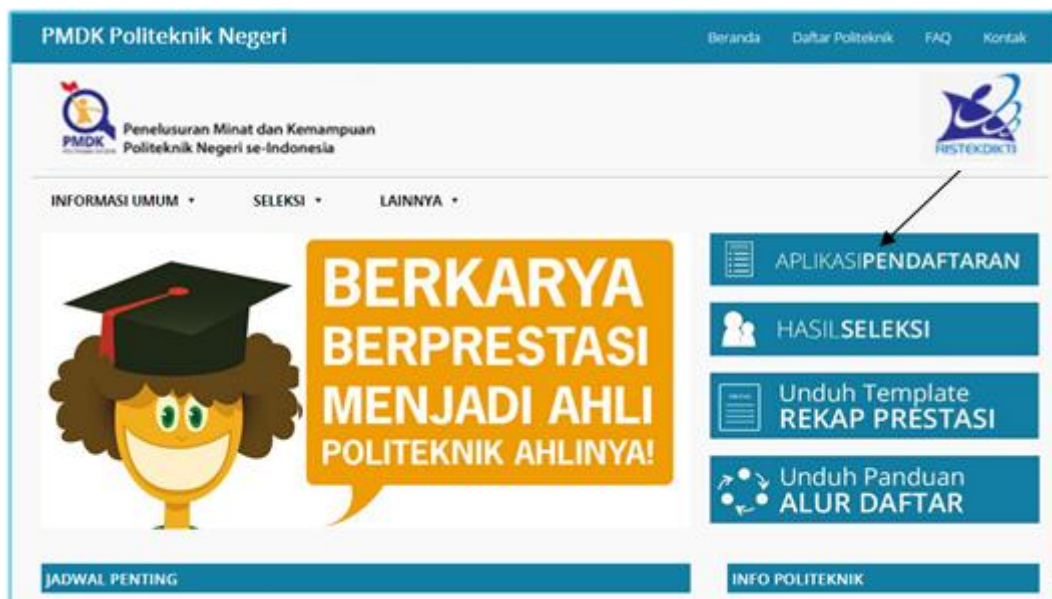 PMDK Politeknik Negeri
Beranda Daftar Politeknik FAQ Kontak
PMDK
Penelusuran Minat dan Kemampuan
Politeknik Negeri se-Indonesia
RISTEKDIKTI
INFORMASI UMUM SELEKSI LAINNYA
BERKARYA
BERPRESTASI
MENJADI AHLI
POLITEKNIK AHLINYA!
APLIKASIPENDAFTARAN
HASILSELEKSI
Unduh Template
REKAP PRESTASI
Unduh Panduan
ALUR DAFTAR
JADWAL PENTING
INFO POLITEKNIK